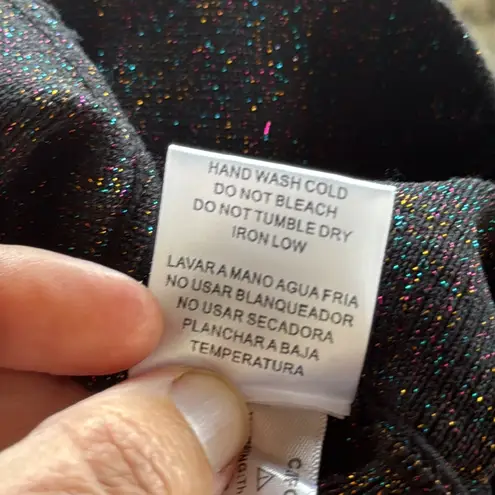 HAND WASH COLD
DO NOT BLEACH
DO NOT TUMBLE DRY
IRON LOW
LAVAR A MANO AGUA FRIA
NO USAR BLANQUEADOR
NO USAR SECADORA
PLANCHAR A BAJA
TEMPERATURA